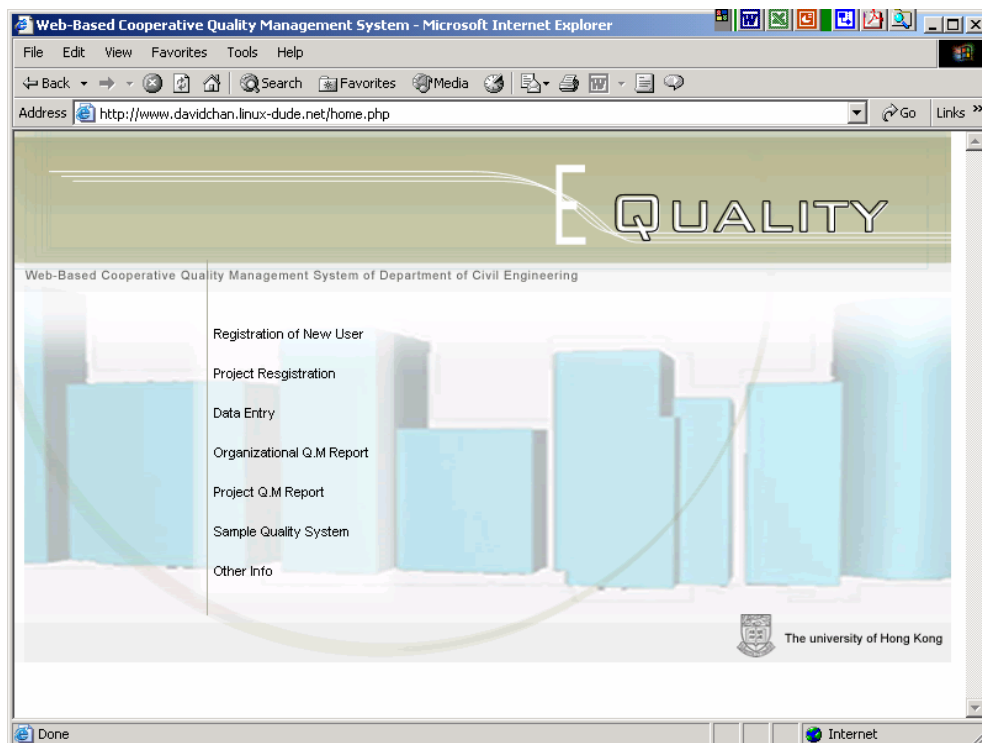 Web-Based Cooperative Quality Management System - Microsoft Internet Explorer
File Edit View Favorites Tools Help
Back Search Favorites Media
Address http://www.davidchan.linux-dude.net/home.php Go Links »
E QUALITY
Web-Based Cooperative Quality Management System of Department of Civil Engineering
Registration of New User
Project Resgistration
Data Entry
Organizational Q.M Report
Project Q.M Report
Sample Quality System
Other Info
The university of Hong Kong
Done Internet